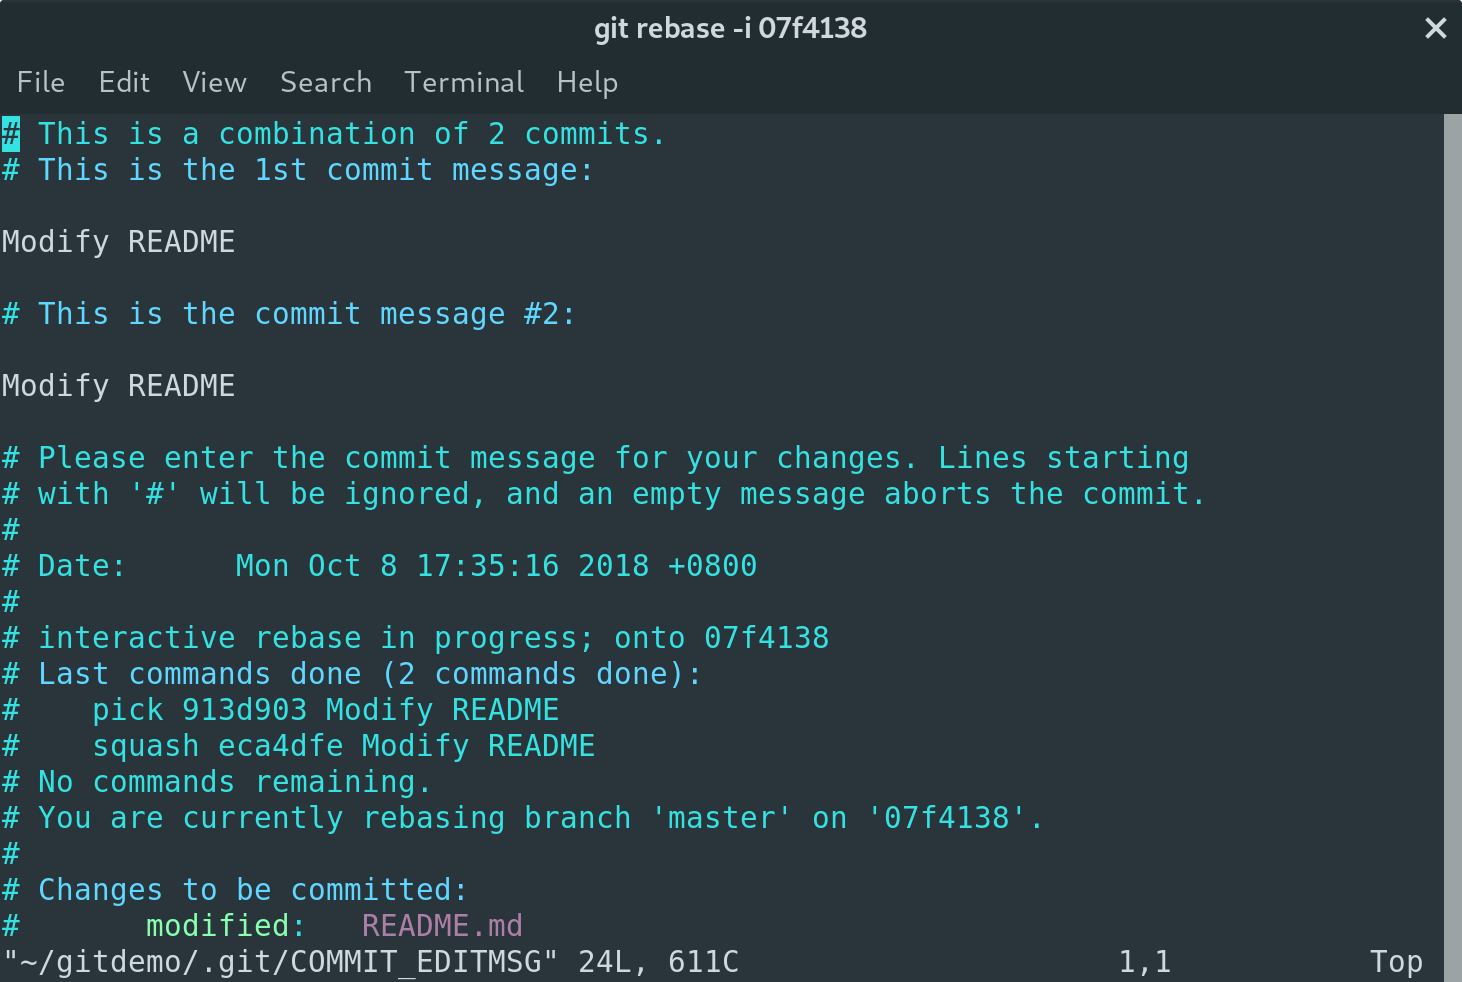 git rebase -i 07f4138
File Edit View Search Terminal Help
# This is a combination of 2 commits.
# This is the 1st commit message:
Modify README
# This is the commit message #2:
Modify README
# Please enter the commit message for your changes. Lines starting
# with '#' will be ignored, and an empty message aborts the commit.
#
# Date:      Mon Oct 8 17:35:16 2018 +0800
#
# interactive rebase in progress; onto 07f4138
# Last commands done (2 commands done):
#    pick 913d903 Modify README
#    squash eca4dfe Modify README
# No commands remaining.
# You are currently rebasing branch 'master' on '07f4138'.
#
# Changes to be committed:
#       modified:   README.md
"~/gitdemo/.git/COMMIT_EDITMSG" 24L, 611C 1,1 Top